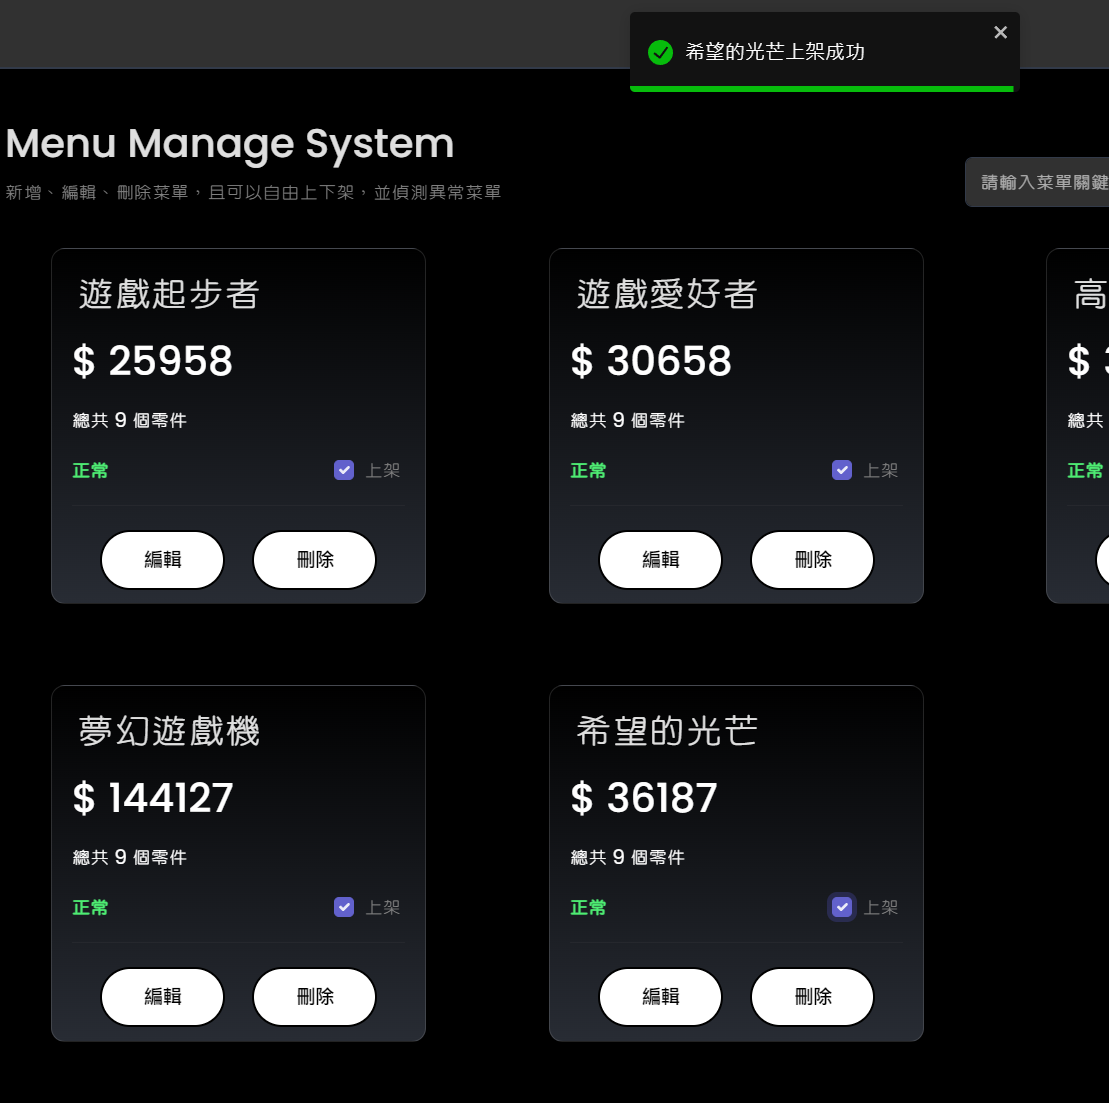 希望的光芒上架成功
Menu Manage System
新增、編輯、刪除菜單，且可以自由上下架，並偵測異常菜單
請輸入菜單關鍵
遊戲起步者
$ 25958
總共 9 個零件
正常
上架
編輯
刪除
遊戲愛好者
$ 30658
總共 9 個零件
正常
上架
編輯
刪除
高
$
總共
正常
夢幻遊戲機
$ 144127
總共 9 個零件
正常
上架
編輯
刪除
希望的光芒
$ 36187
總共 9 個零件
正常
上架
編輯
刪除